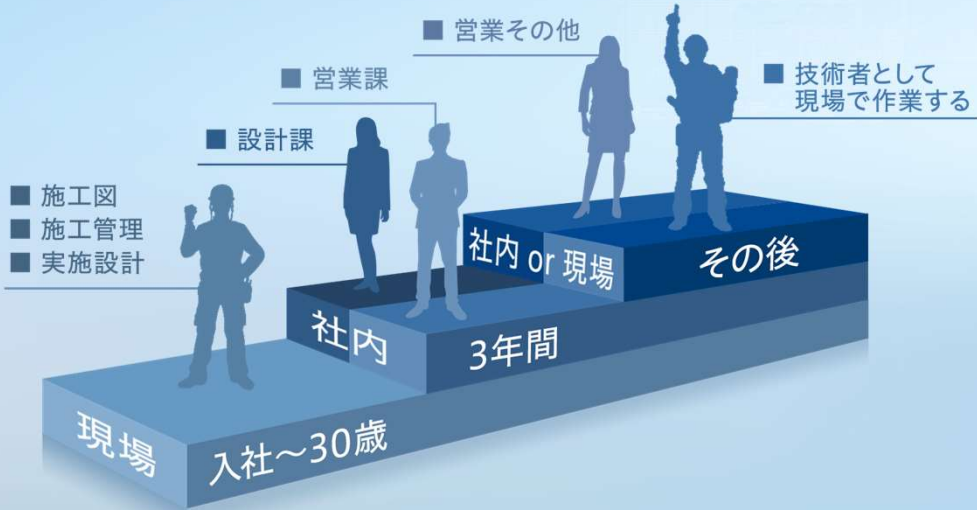 ■ 営業その他
■ 技術者として
現場で作業する
■ 営業課
■ 設計課
■ 施工図
■ 施工管理
■ 実施設計
社内 or 現場
その後
社内
3年間
現場
入社～30歳